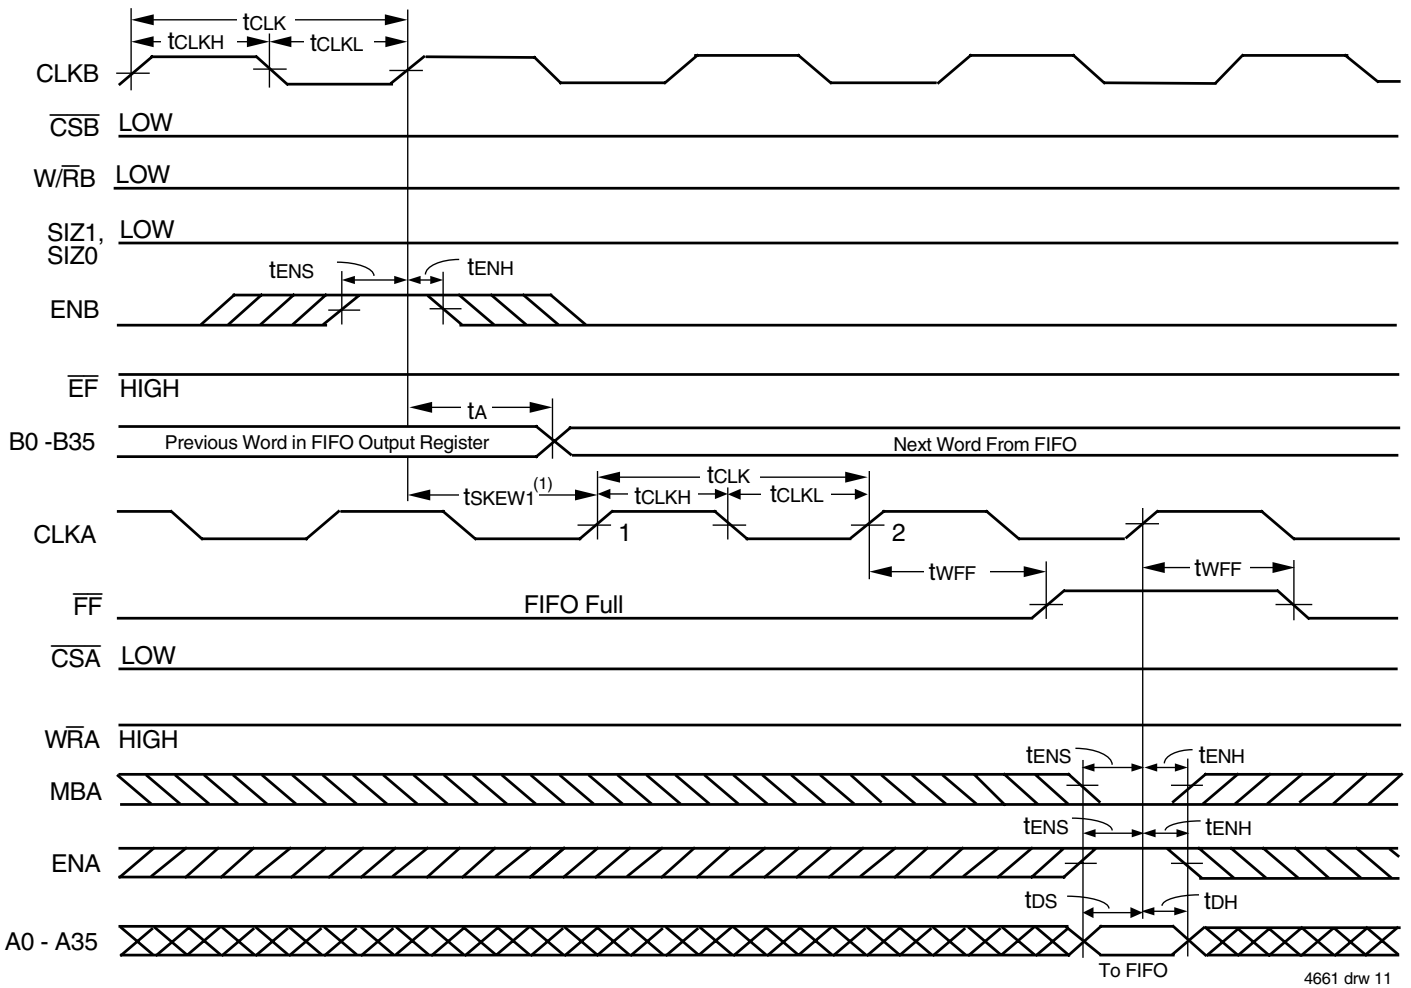 tCLK
tCLKH
tCLKL
CLKB
CSB LOW
W/RB LOW
SIZ1, SIZ0 LOW
tENS
tENH
ENB
EF HIGH
tA
B0 -B35
Previous Word in FIFO Output Register
Next Word From FIFO
tCLK
tSKEW1(1)
tCLKH
tCLKL
CLKA
1
2
tWFF
tWFF
FF
FIFO Full
CSA LOW
WRA HIGH
tENS
tENH
MBA
tENS
tENH
ENA
tDS
tDH
A0 - A35
To FIFO
4661 drw 11